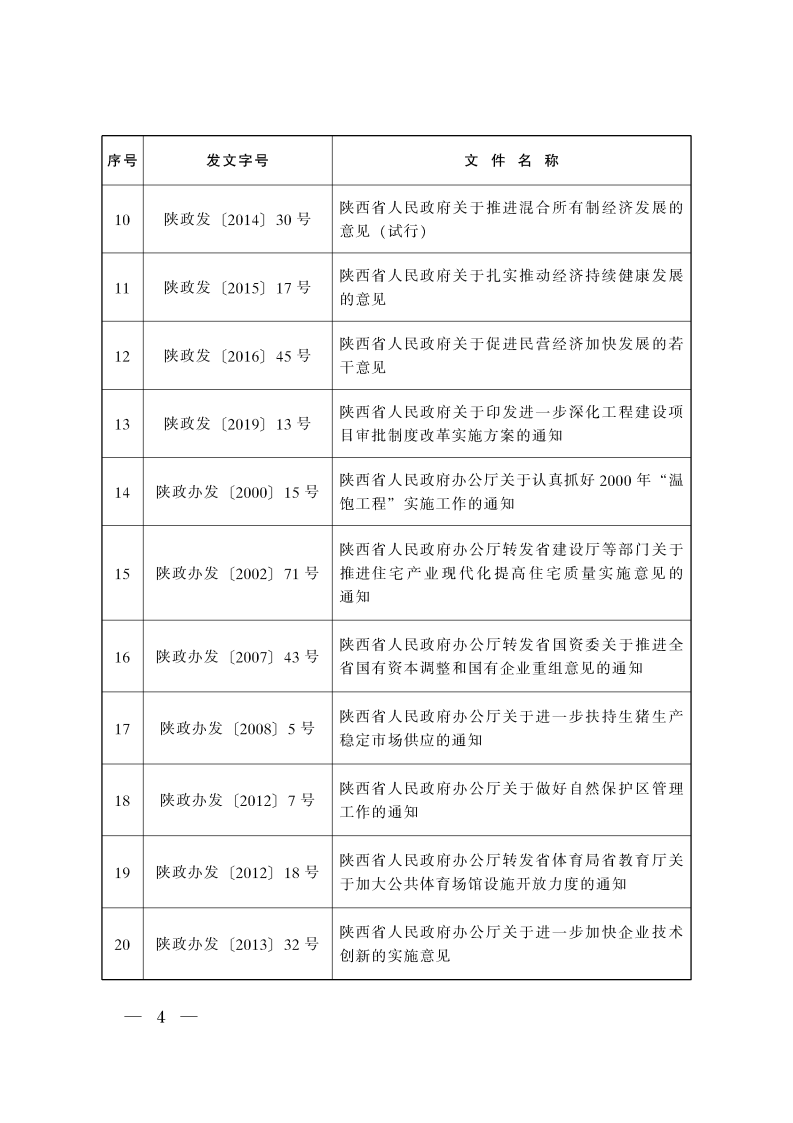 序号 发文字号 文 件 名 称
10 陕政发〔2014〕30 号 陕西省人民政府关于推进混合所有制经济发展的
意见（试行）
11 陕政发〔2015〕17 号 陕西省人民政府关于扎实推动经济持续健康发展
的意见
12 陕政发〔2016〕45 号 陕西省人民政府关于促进民营经济加快发展的若
干意见
13 陕政发〔2019〕13 号 陕西省人民政府关于印发进一步深化工程建设项
目审批制度改革实施方案的通知
14 陕政办发〔2000〕15 号 陕西省人民政府办公厅关于认真抓好 2000 年“温
饱工程”实施工作的通知
15 陕政办发〔2002〕71 号 陕西省人民政府办公厅转发省建设厅等部门关于
推进住宅产业现代化提高住宅质量实施意见的
通知
16 陕政办发〔2007〕43 号 陕西省人民政府办公厅转发省国资委关于推进全
省国有资本调整和国有企业重组意见的通知
17 陕政办发〔2008〕5 号 陕西省人民政府办公厅关于进一步扶持生猪生产
稳定市场供应的通知
18 陕政办发〔2012〕7 号 陕西省人民政府办公厅关于做好自然保护区管理
工作的通知
19 陕政办发〔2012〕18 号 陕西省人民政府办公厅转发省体育局省教育厅关
于加大公共体育场馆设施开放力度的通知
20 陕政办发〔2013〕32 号 陕西省人民政府办公厅关于进一步加快企业技术
创新的实施意见
— 4 —